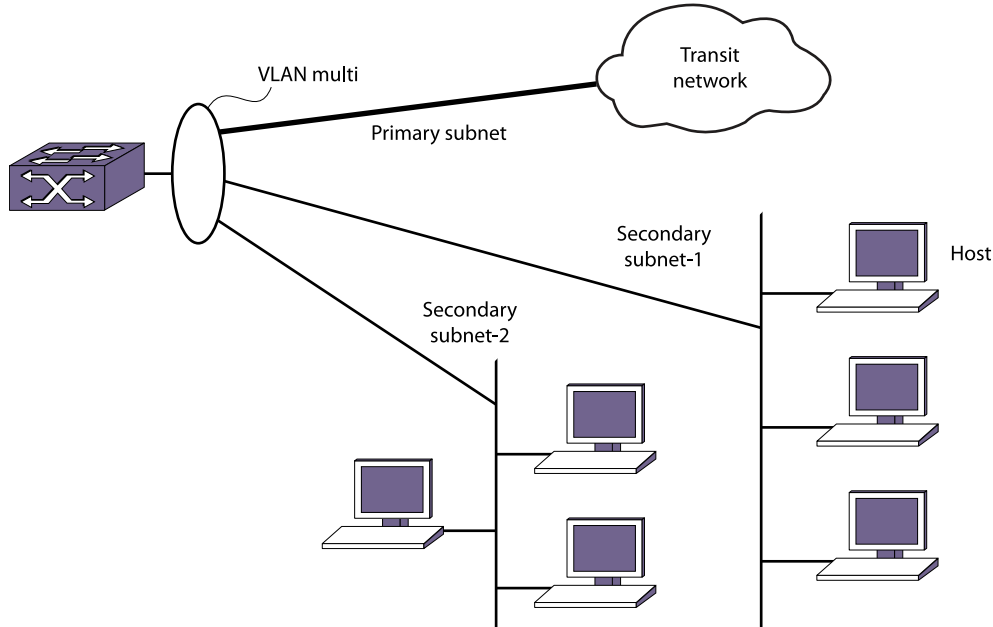 Transit
network
VLAN multi
Primary subnet
Secondary
subnet-1
Host
Secondary
subnet-2